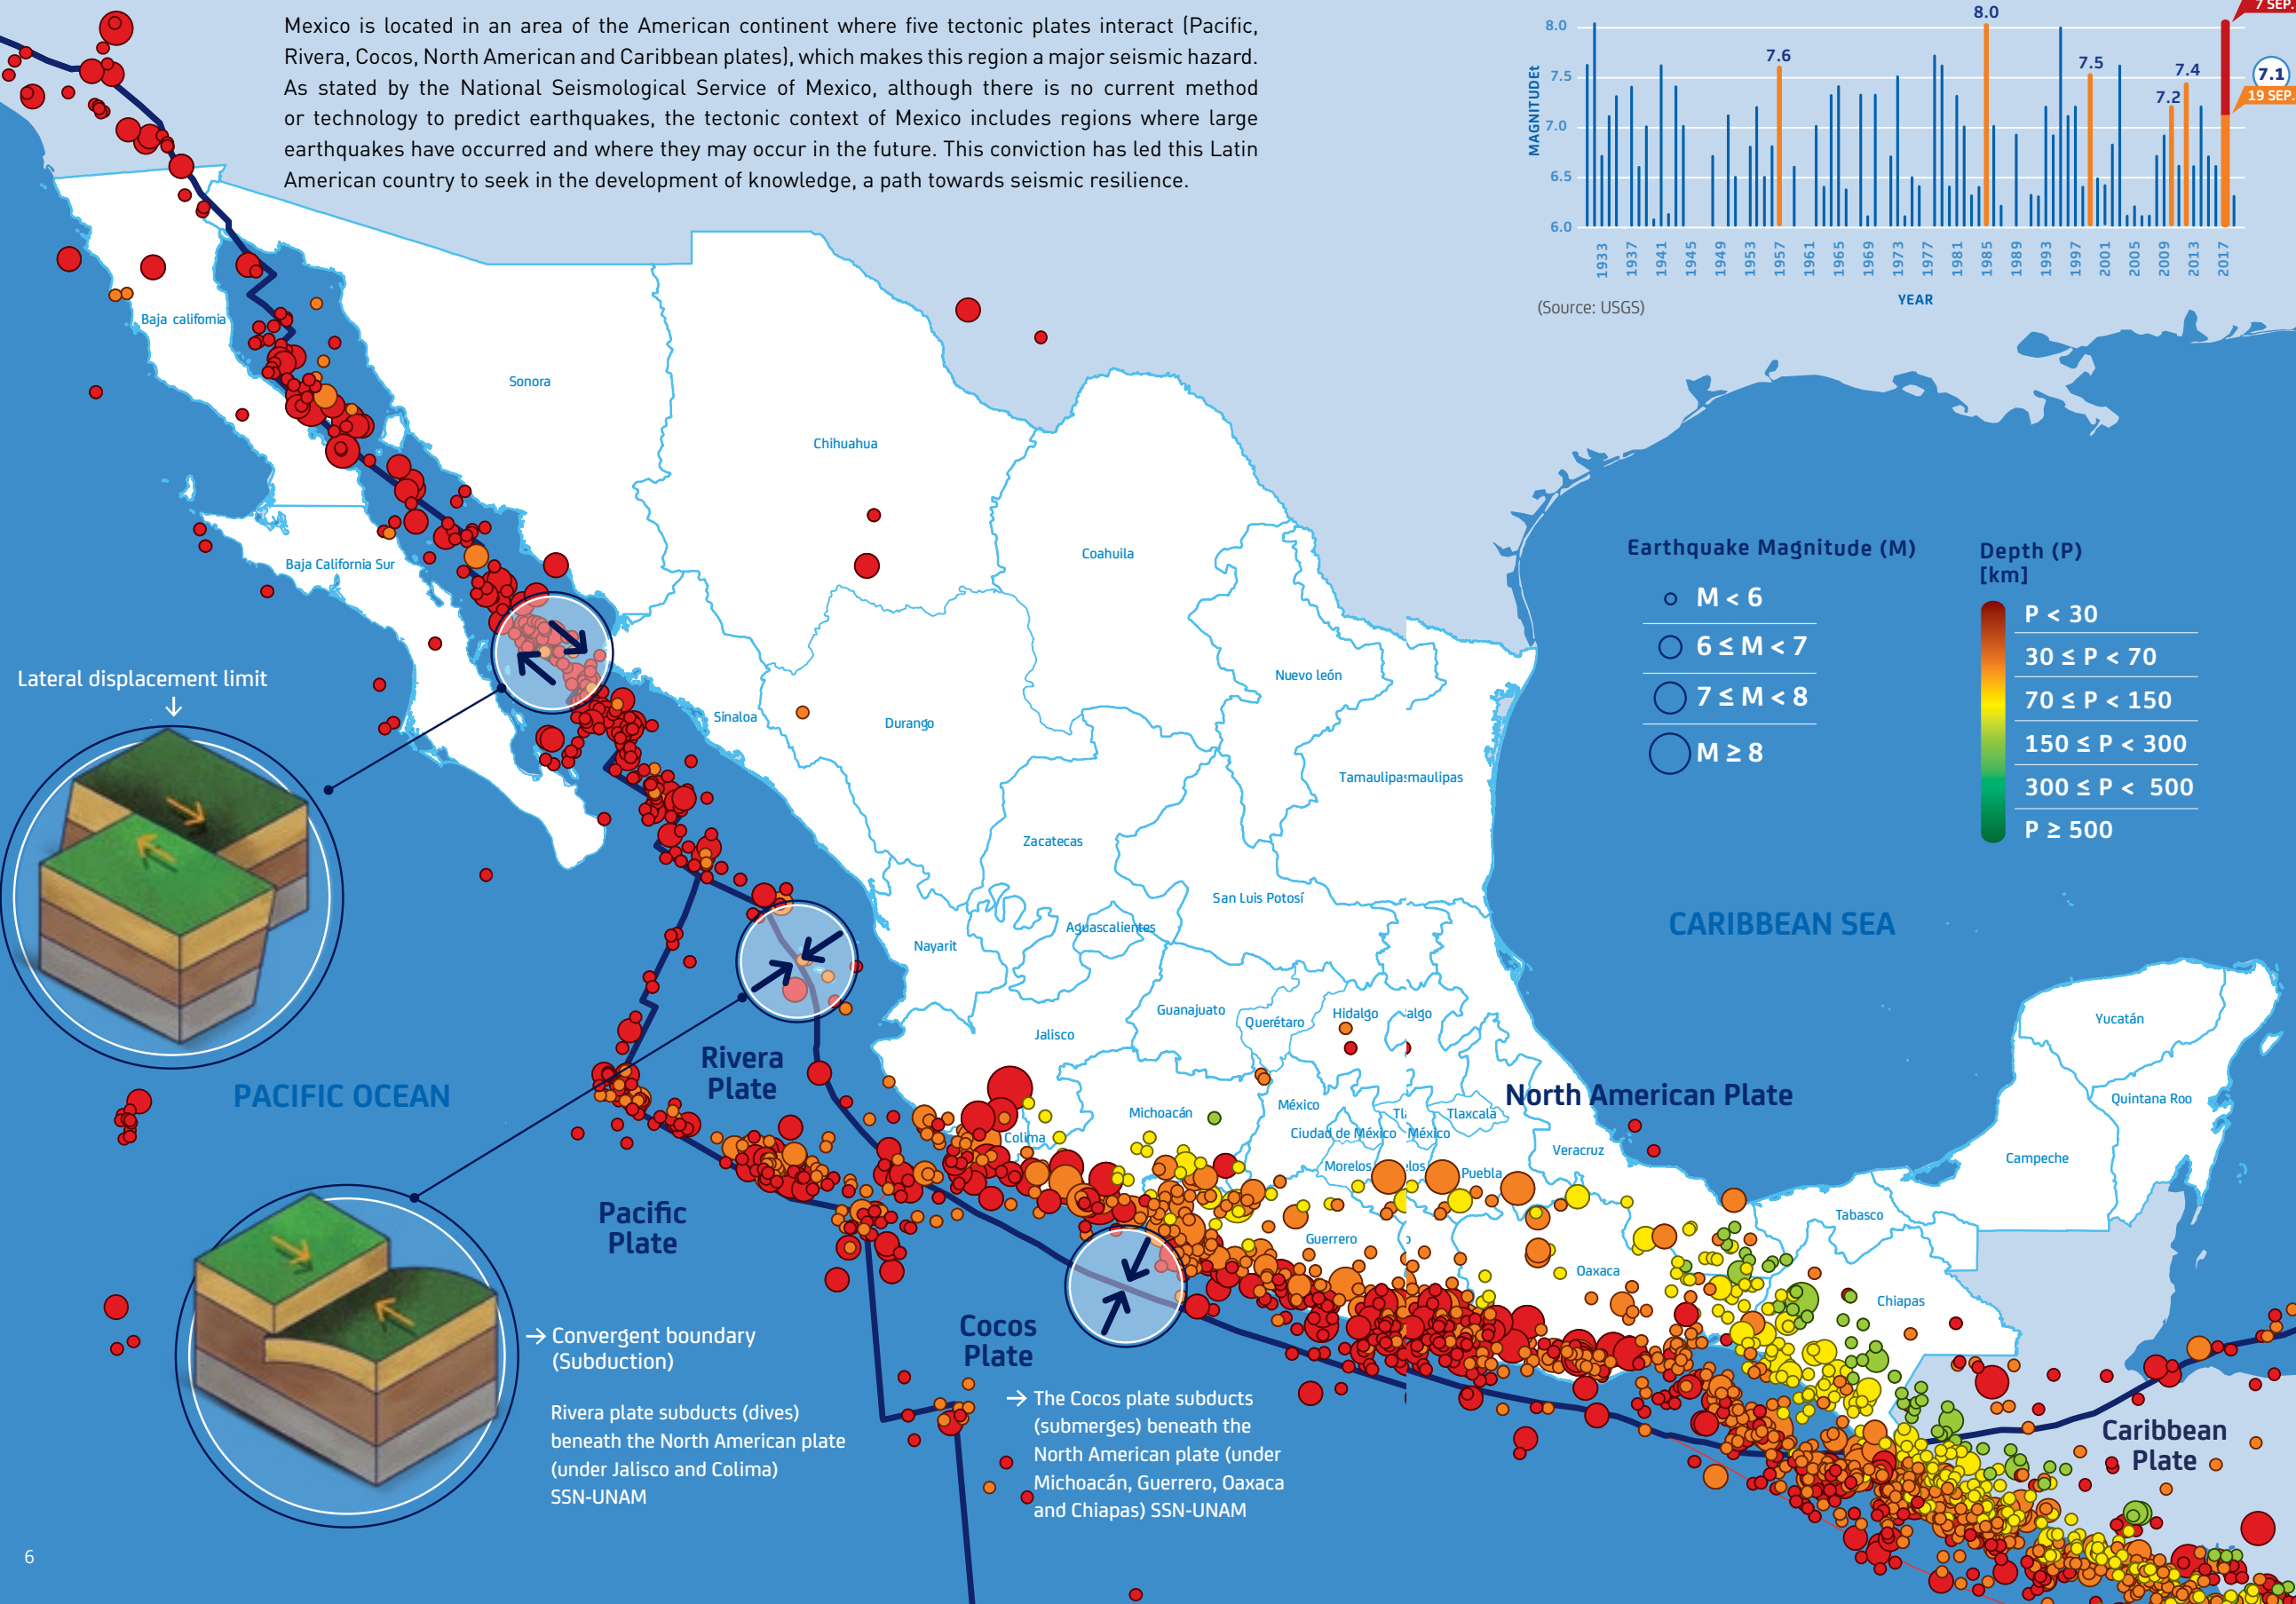 Mexico is located in an area of the American continent where five tectonic plates interact (Pacific,
Rivera, Cocos, North American and Caribbean plates), which makes this region a major seismic hazard.
As stated by the National Seismological Service of Mexico, although there is no current method
or technology to predict earthquakes, the tectonic context of Mexico includes regions where large
earthquakes have occurred and where they may occur in the future. This conviction has led this Latin
American country to seek in the development of knowledge, a path towards seismic resilience.
MAGNITUDEt
8.0
7.5
7.0
6.5
6.0
7.6
8.0
7.5
7.2
7.4
7 SEP.
7.1
19 SEP.
1933
1937
1941
1945
1949
1953
1957
1961
1965
1969
1973
1977
1981
1985
1989
1993
1997
2001
2005
2009
2013
2017
YEAR
(Source: USGS)
Baja california
Sonora
Chihuahua
Coahuila
Baja California Sur
Nuevo león
Sinaloa
Durango
Tamaulipas
maulipas
Zacatecas
San Luis Potosí
Aguascalientes
Nayarit
Guanajuato
Querétaro
Hidalgo
algo
Jalisco
Michoacán
México
Tla
Tlaxcala
Ciudad de México
México
Colima
Morelos
elos
Puebla
Veracruz
Guerrero
o
Oaxaca
Tabasco
Chiapas
Campeche
Yucatán
Quintana Roo
Earthquake Magnitude (M)
M < 6
6 ≤ M < 7
7 ≤ M < 8
M ≥ 8
Depth (P)
[km]
P < 30
30 ≤ P < 70
70 ≤ P < 150
150 ≤ P < 300
300 ≤ P < 500
P ≥ 500
CARIBBEAN SEA
PACIFIC OCEAN
Rivera
Plate
North American Plate
Pacific
Plate
Cocos
Plate
Caribbean
Plate
Lateral displacement limit
↓
→ Convergent boundary
(Subduction)
Rivera plate subducts (dives)
beneath the North American plate
(under Jalisco and Colima)
SSN-UNAM
→ The Cocos plate subducts
(submerges) beneath the
North American plate (under
Michoacán, Guerrero, Oaxaca
and Chiapas) SSN-UNAM
6